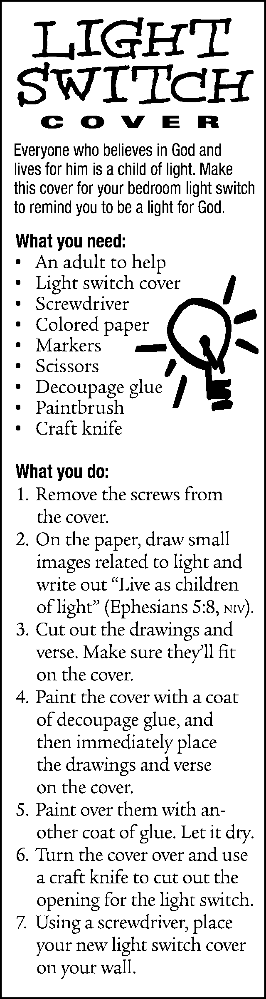 LIGHT
SWITCH
COVER
Everyone who believes in God and
lives for him is a child of light. Make
this cover for your bedroom light switch
to remind you to be a light for God.
What you need:
• An adult to help
• Light switch cover
• Screwdriver
• Colored paper
• Markers
• Scissors
• Decoupage glue
• Paintbrush
• Craft knife
What you do:
1. Remove the screws from
the cover.
2. On the paper, draw small
images related to light and
write out “Live as children
of light” (Ephesians 5:8, NIV).
3. Cut out the drawings and
verse. Make sure they’ll fit
on the cover.
4. Paint the cover with a coat
of decoupage glue, and
then immediately place
the drawings and verse
on the cover.
5. Paint over them with an-
other coat of glue. Let it dry.
6. Turn the cover over and use
a craft knife to cut out the
opening for the light switch.
7. Using a screwdriver, place
your new light switch cover
on your wall.